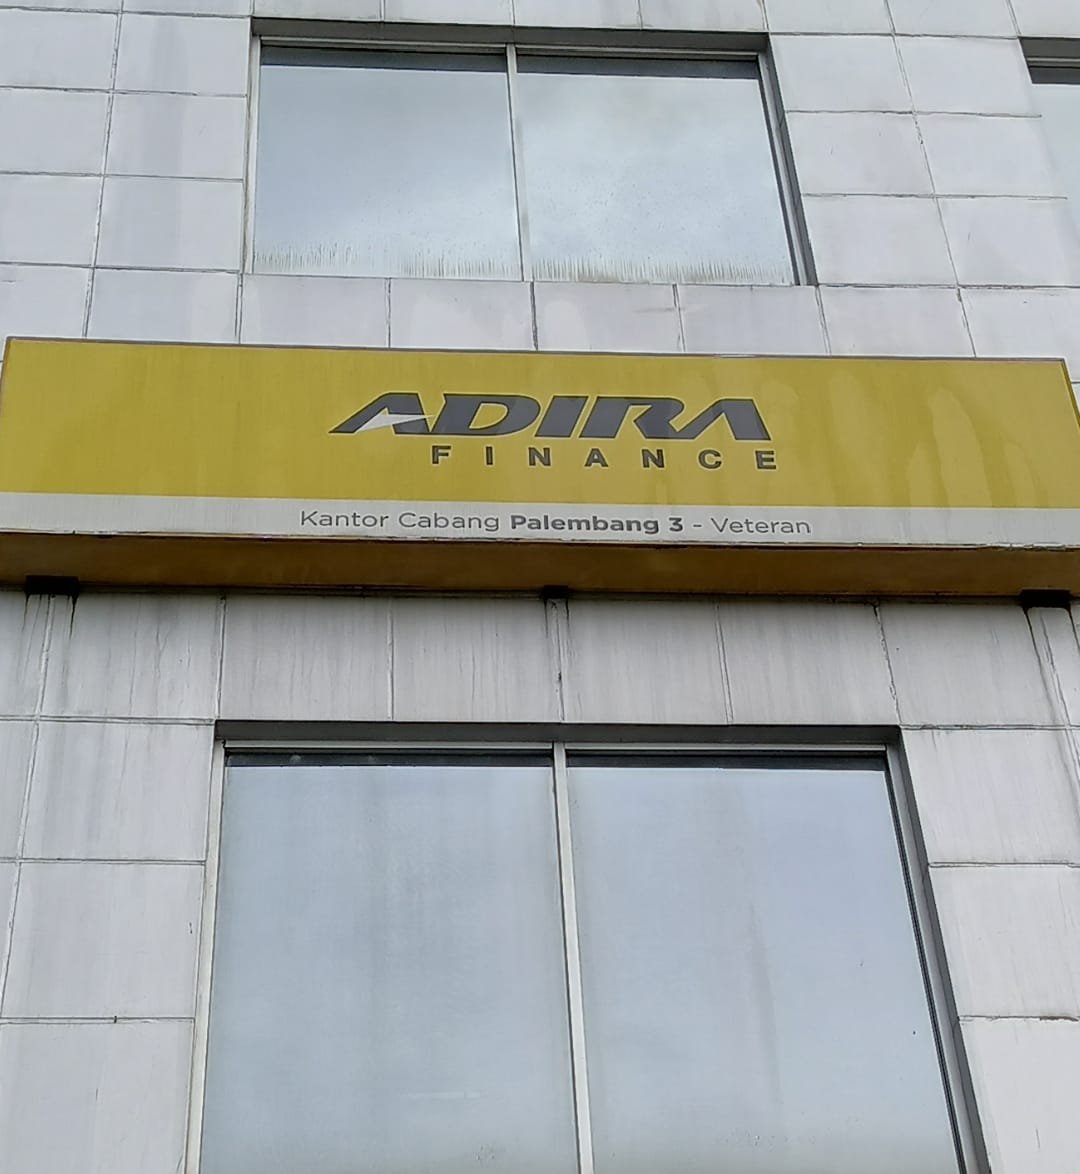 ADIRA
FINANCE
Kantor Cabang Palembang 3 - Veteran